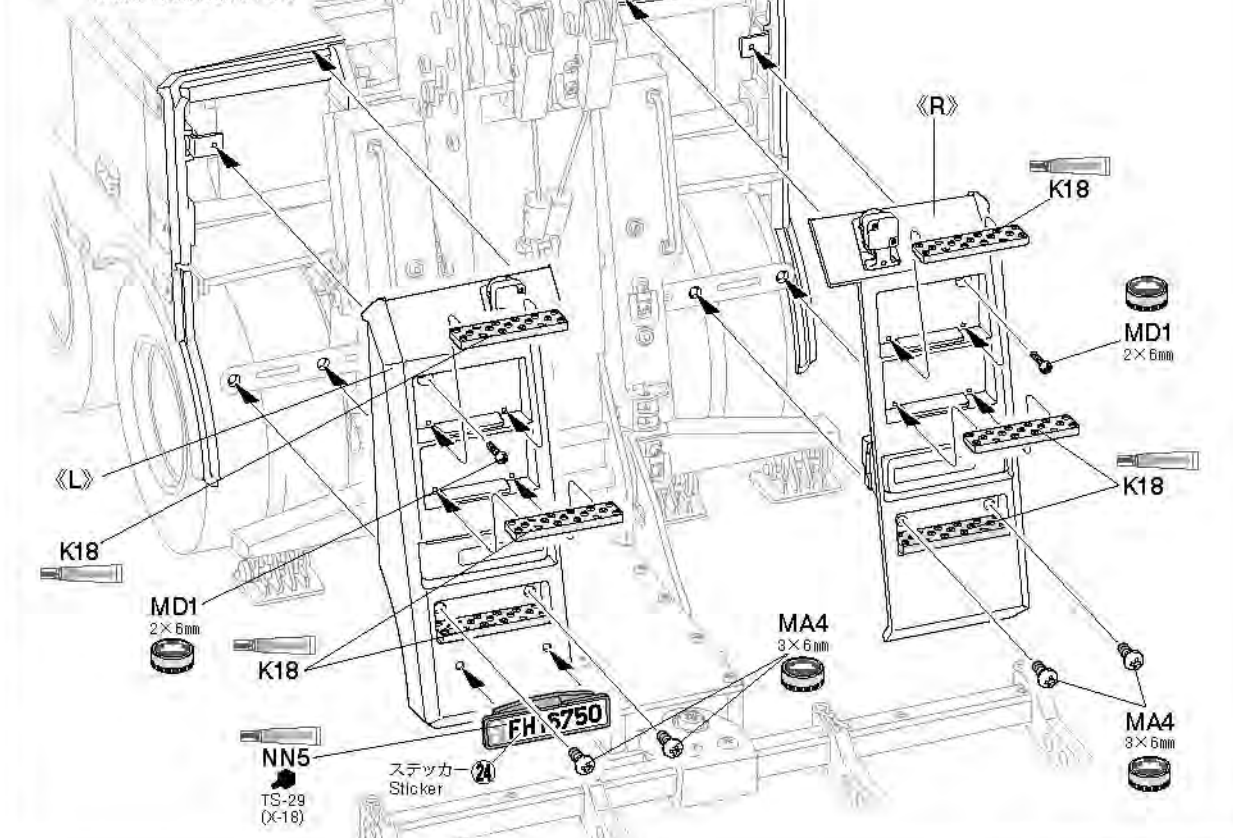 《R》
K18
MD1
2×6mm
K18
《L》
K18
MD1
2×6mm
K18
MA4
3×6mm
MA4
3×6mm
FH16750
NN5
TS-29
(X-18)
ステッカー24
Sticker